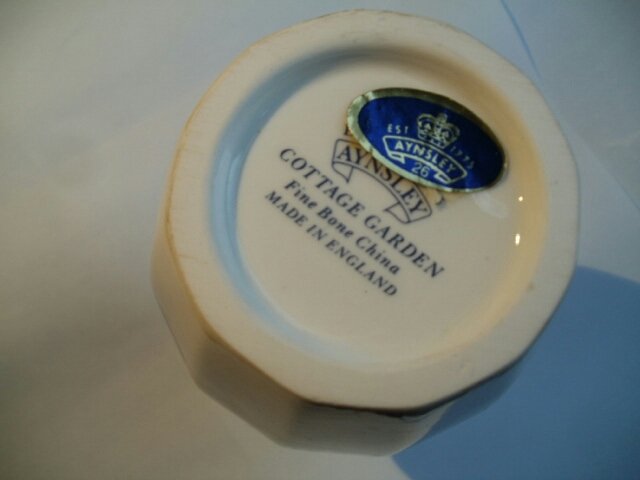 EST 1775
AYNSLEY
26
AYNSLEY
COTTAGE GARDEN
Fine Bone China
MADE IN ENGLAND